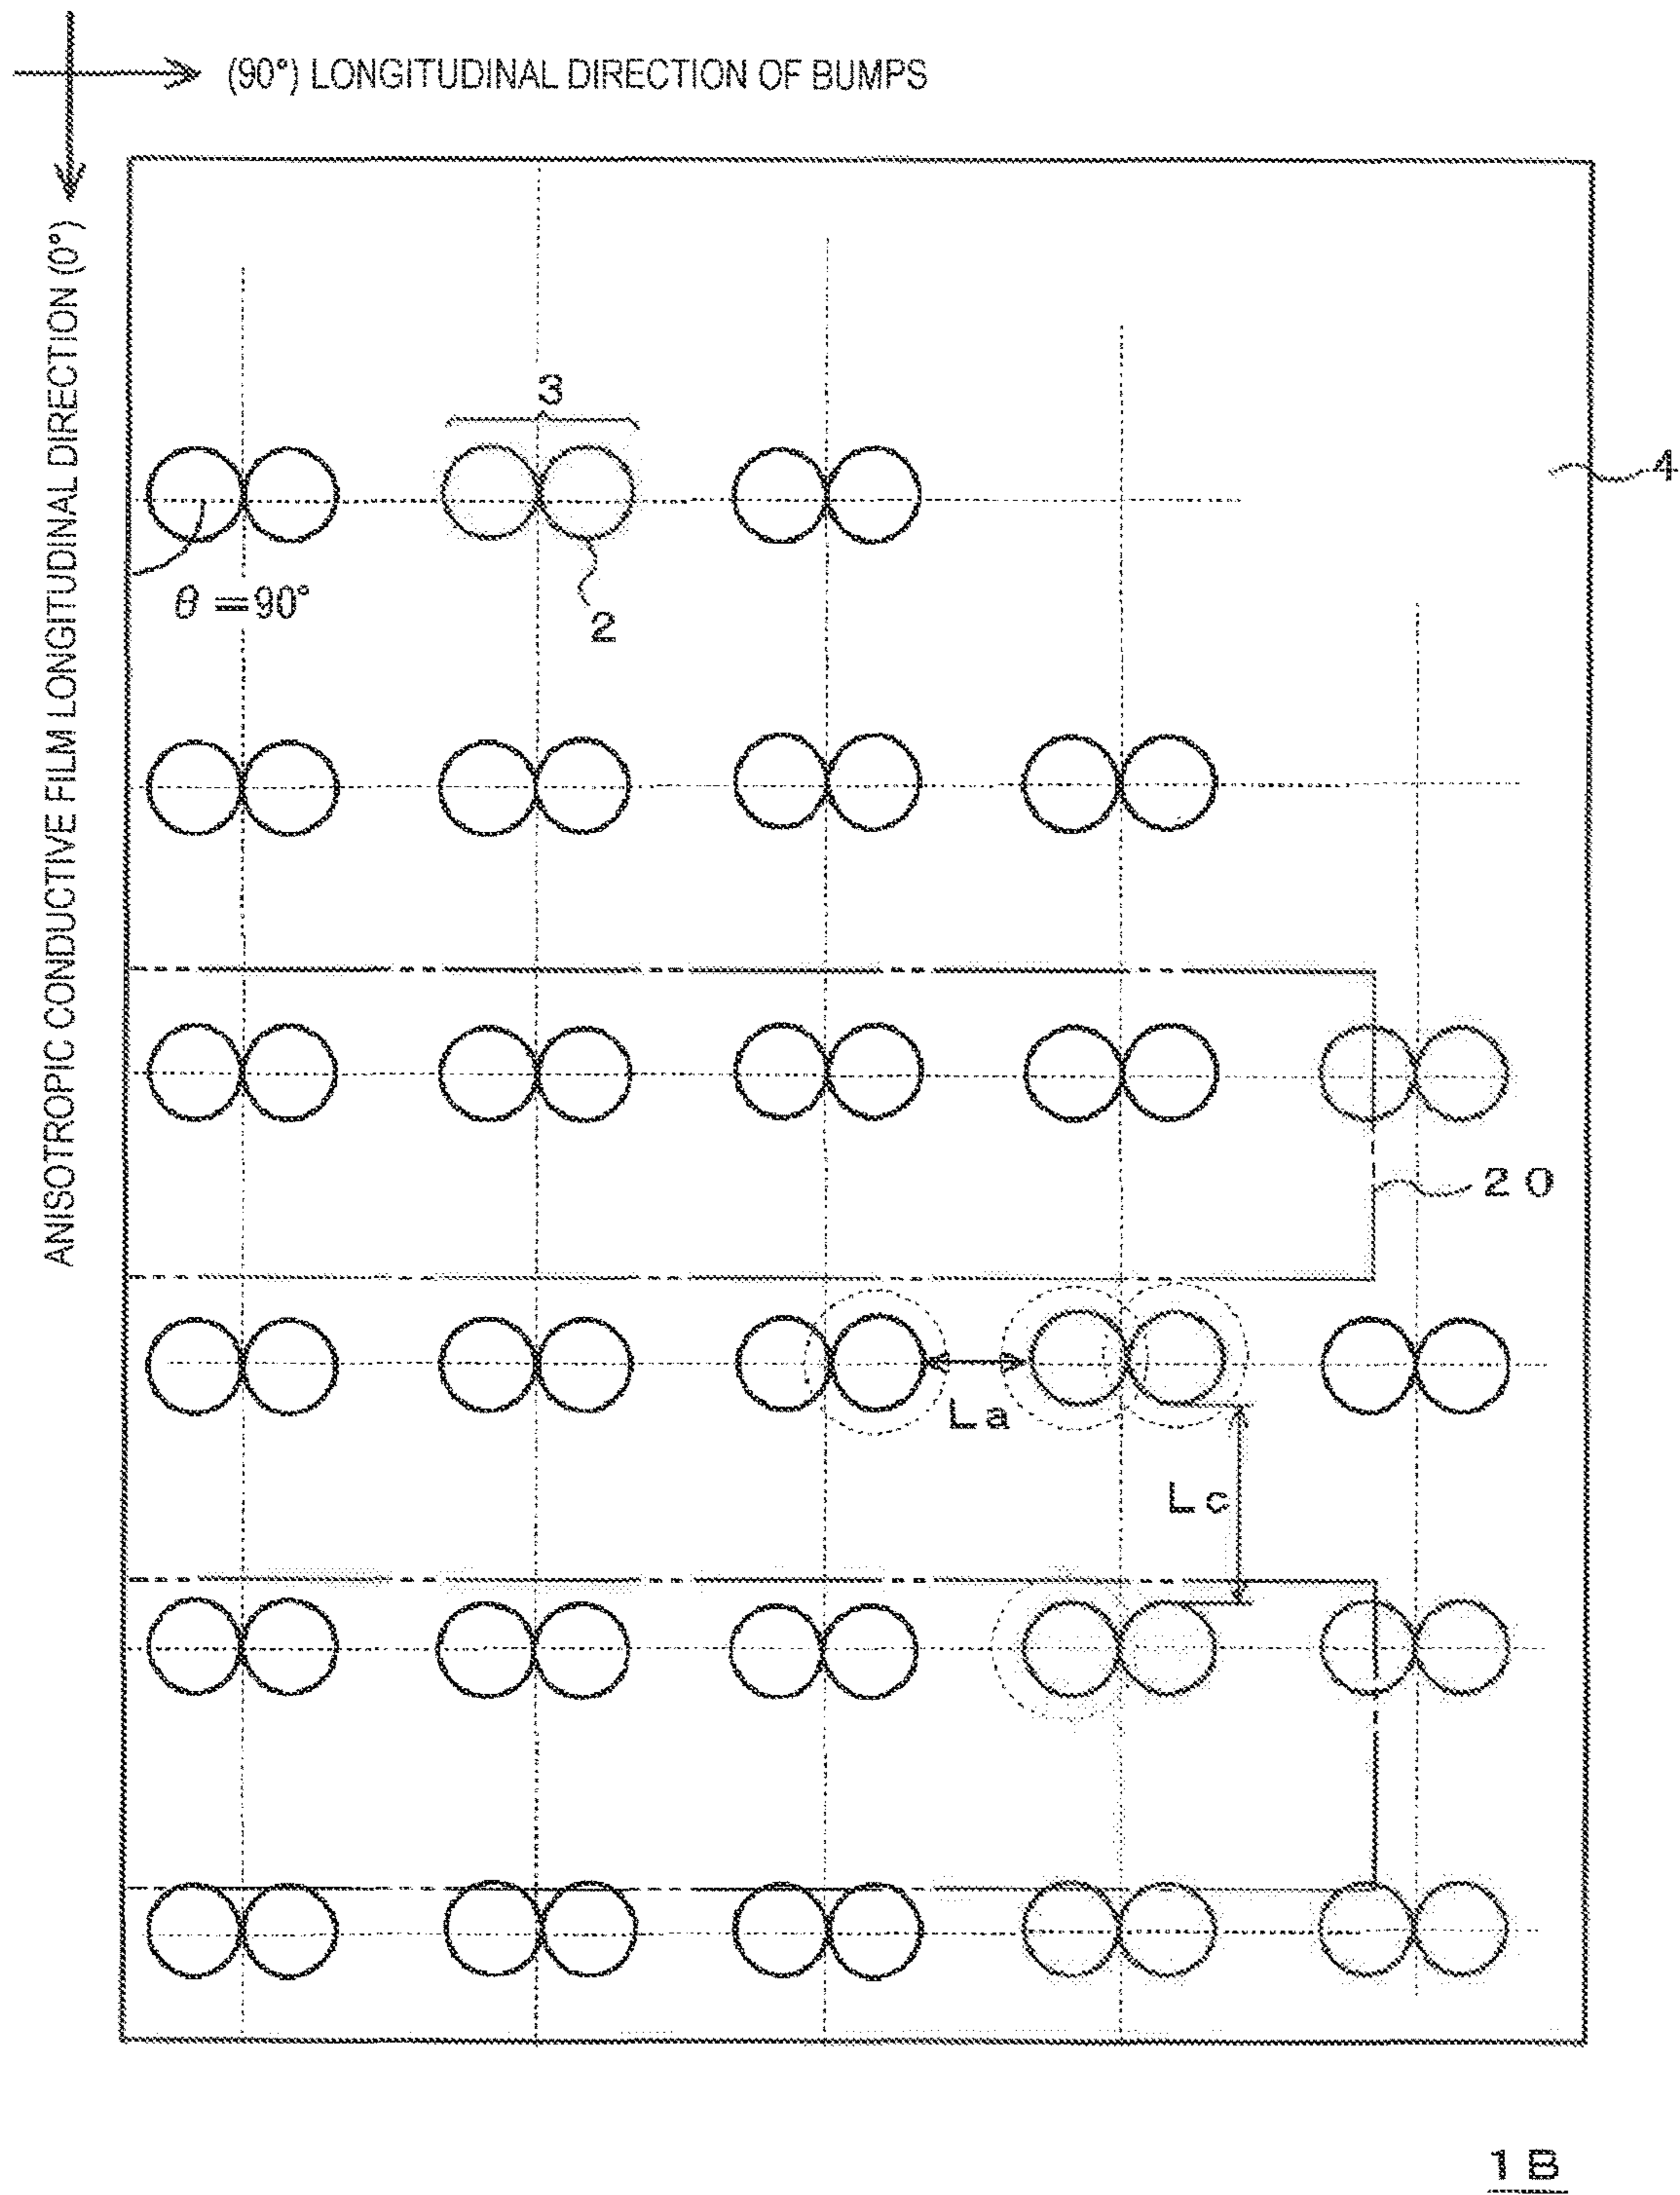 (90°) LONGITUDINAL DIRECTION OF BUMPS
ANISOTROPIC CONDUCTIVE FILM LONGITUDINAL DIRECTION (0°)
3
4
θ=90°
2
20
La
Lc
1B